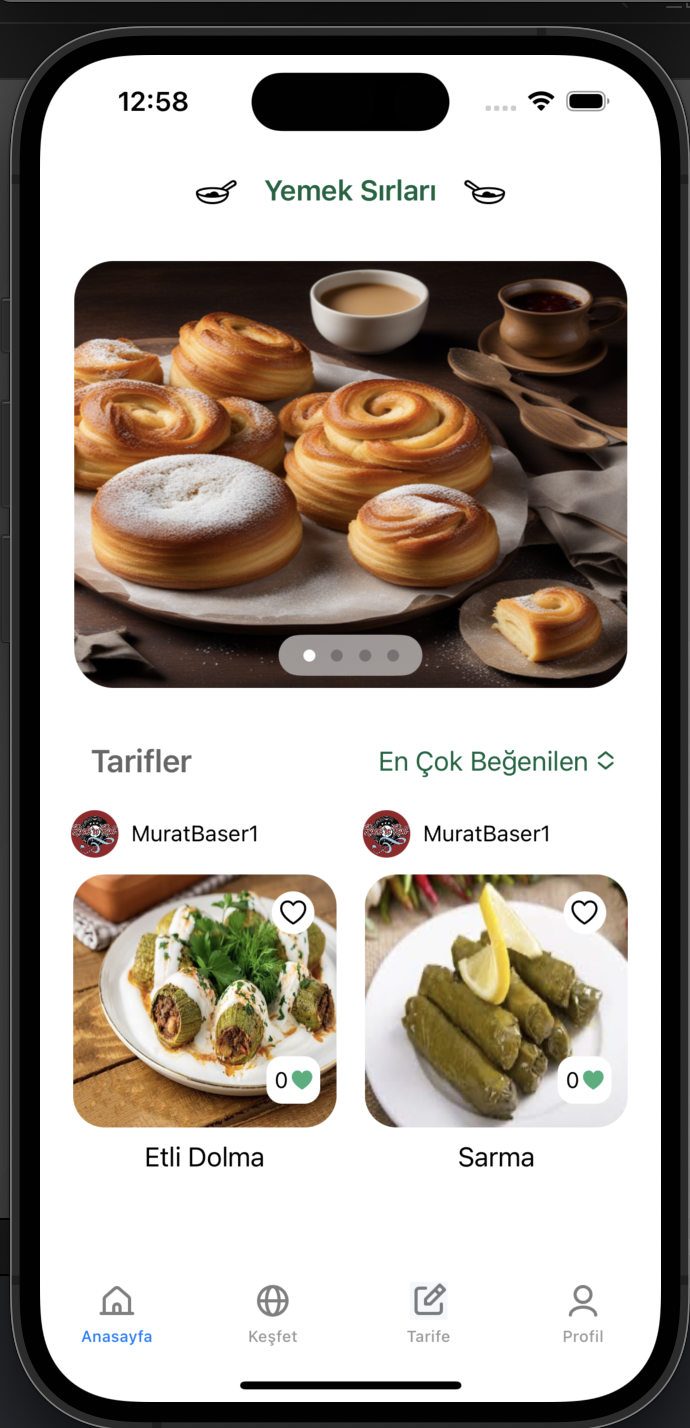 12:58
Yemek Sırları
Tarifler
En Çok Beğenilen
MuratBaser1
MuratBaser1
0
0
Etli Dolma
Sarma
Anasayfa
Keşfet
Tarife
Profil